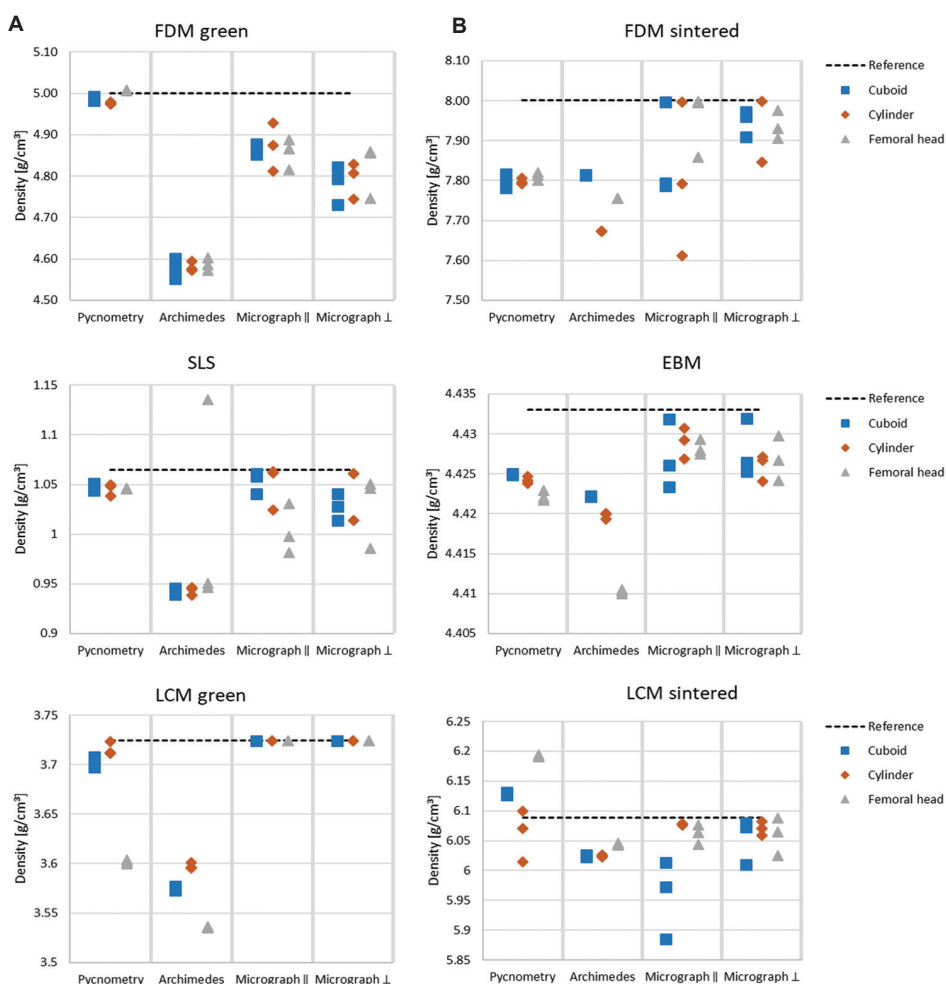 A
FDM green
5.10
5.00
4.90
4.80
4.70
4.60
4.50
Density [g/cm³]
Pycnometry Archimedes Micrograph ∥ Micrograph ⊥
B
FDM sintered
8.10
8.00
7.90
7.80
7.70
7.60
7.50
Density [g/cm³]
Pycnometry Archimedes Micrograph ∥ Micrograph ⊥
Reference
Cuboid
Cylinder
Femoral head
SLS
1.15
1.10
1.05
1
0.95
0.9
Density [g/cm³]
Pycnometry Archimedes Micrograph ∥ Micrograph ⊥
EBM
4.435
4.43
4.425
4.42
4.415
4.41
4.405
Density [g/cm³]
Pycnometry Archimedes Micrograph ∥ Micrograph ⊥
Reference
Cuboid
Cylinder
Femoral head
LCM green
3.75
3.7
3.65
3.6
3.55
3.5
Density [g/cm³]
Pycnometry Archimedes Micrograph ∥ Micrograph ⊥
LCM sintered
6.25
6.2
6.15
6.1
6.05
6
5.95
5.9
5.85
Density [g/cm³]
Pycnometry Archimedes Micrograph ∥ Micrograph ⊥
Reference
Cuboid
Cylinder
Femoral head